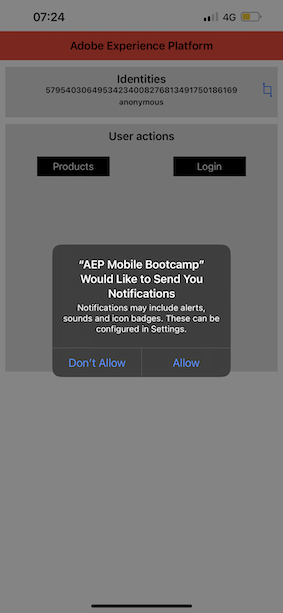 07:24
4G
Adobe Experience Platform
Identities
57954030649534234008276813491750186169
anonymous
User actions
Products
Login
“AEP Mobile Bootcamp”
Would Like to Send You
Notifications
Notifications may include alerts,
sounds and icon badges. These can be
configured in Settings.
Don’t Allow
Allow